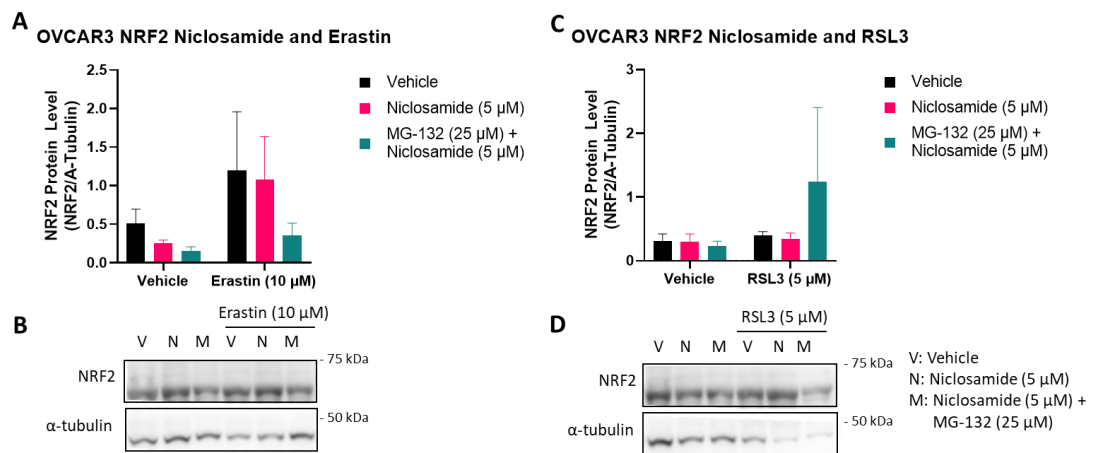 A
OVCAR3 NRF2 Niclosamide and Erastin
NRF2 Protein Level
(NRF2/A-Tubulin)
2.5
2.0
1.5
1.0
0.5
0.0
Vehicle
Erastin (10 µM)
Vehicle
Niclosamide (5 µM)
MG-132 (25 µM) +
Niclosamide (5 µM)
B
Erastin (10 µM)
V N M V N M
NRF2
- 75 kDa
α-tubulin
- 50 kDa
C
OVCAR3 NRF2 Niclosamide and RSL3
NRF2 Protein Level
(NRF2/A-Tubulin)
3
2
1
0
Vehicle
RSL3 (5 µM)
Vehicle
Niclosamide (5 µM)
MG-132 (25 µM) +
Niclosamide (5 µM)
D
RSL3 (5 µM)
V N M V N M
NRF2
- 75 kDa
α-tubulin
- 50 kDa
V: Vehicle
N: Niclosamide (5 µM)
M: Niclosamide (5 µM) +
MG-132 (25 µM)